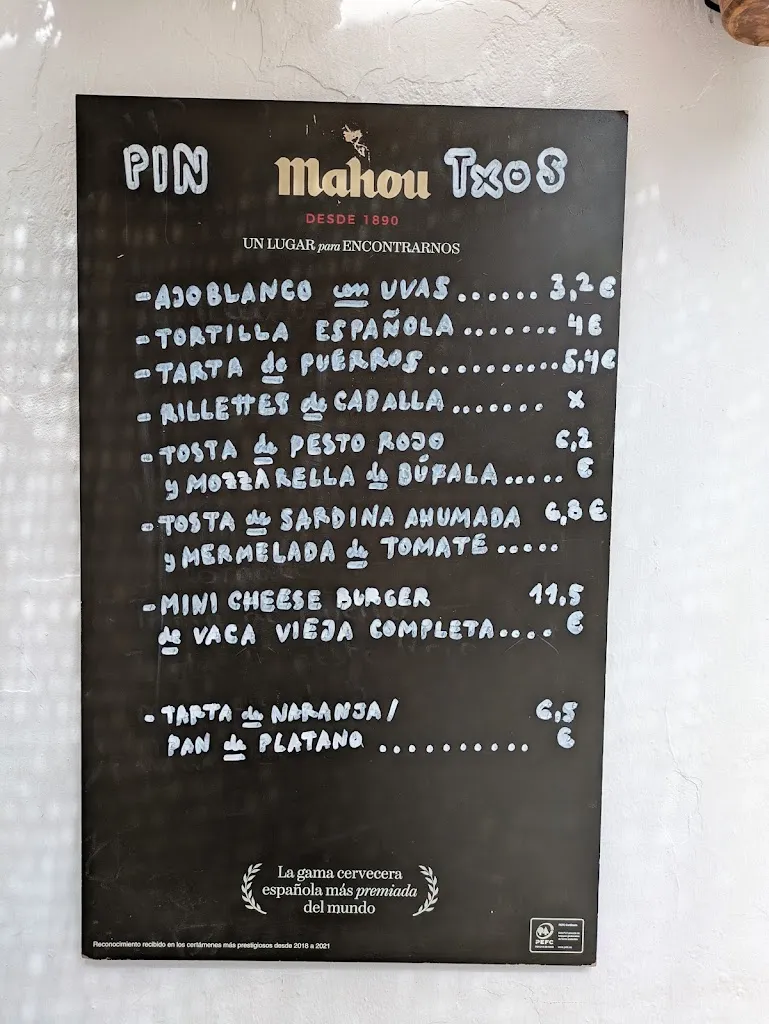 PIN Mahou TXOS
DESDE 1890
UN LUGAR para ENCONTRARNOS
- AJOBLANCO con UVAS...... 3,2€
- TORTILLA ESPAÑOLA ....... 4€
- TARTA de PUERROS........... 5,4€
- RILLETTES de CADALLA....... X
- TOSTA de PESTO ROJO 6,2
y MOZZARELLA de BÚFALA..... €
- TOSTA de SARDINA AHUMADA 6,8€
y MERMELADA de TOMATE .....
- MINI CHEESE BURGER 11,5
de VACA VIEJA COMPLETA.... €
- TARTA de NARANJA/ 6,5
PAN de PLATANO .......... €
La gama cervecera
española más premiada
del mundo
Reconocimiento recibido en los certámenes más prestigiosos desde 2018 a 2021
PEFC